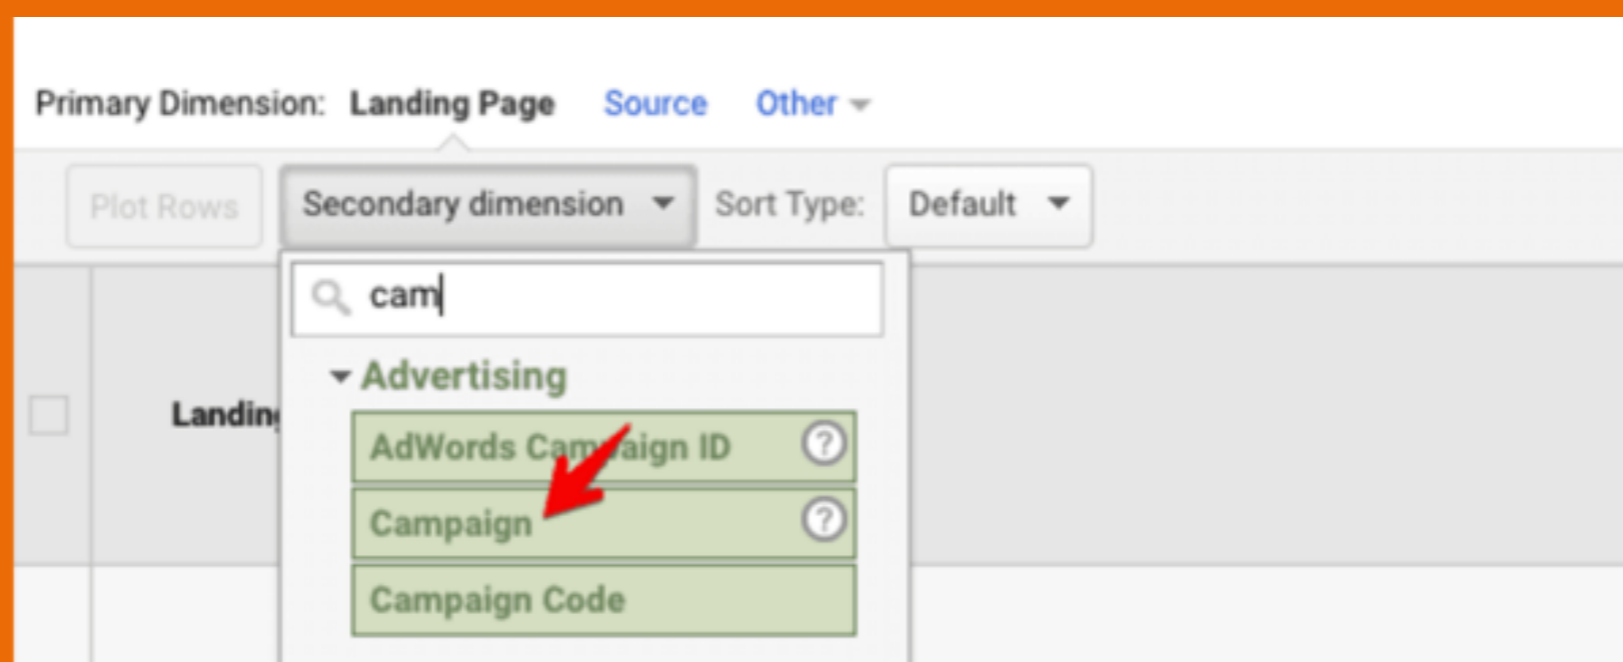 Primary Dimension: Landing Page Source Other
Plot Rows Secondary dimension Sort Type: Default
cam
Advertising
AdWords Campaign ID ?
Landing
Campaign ?
Campaign Code